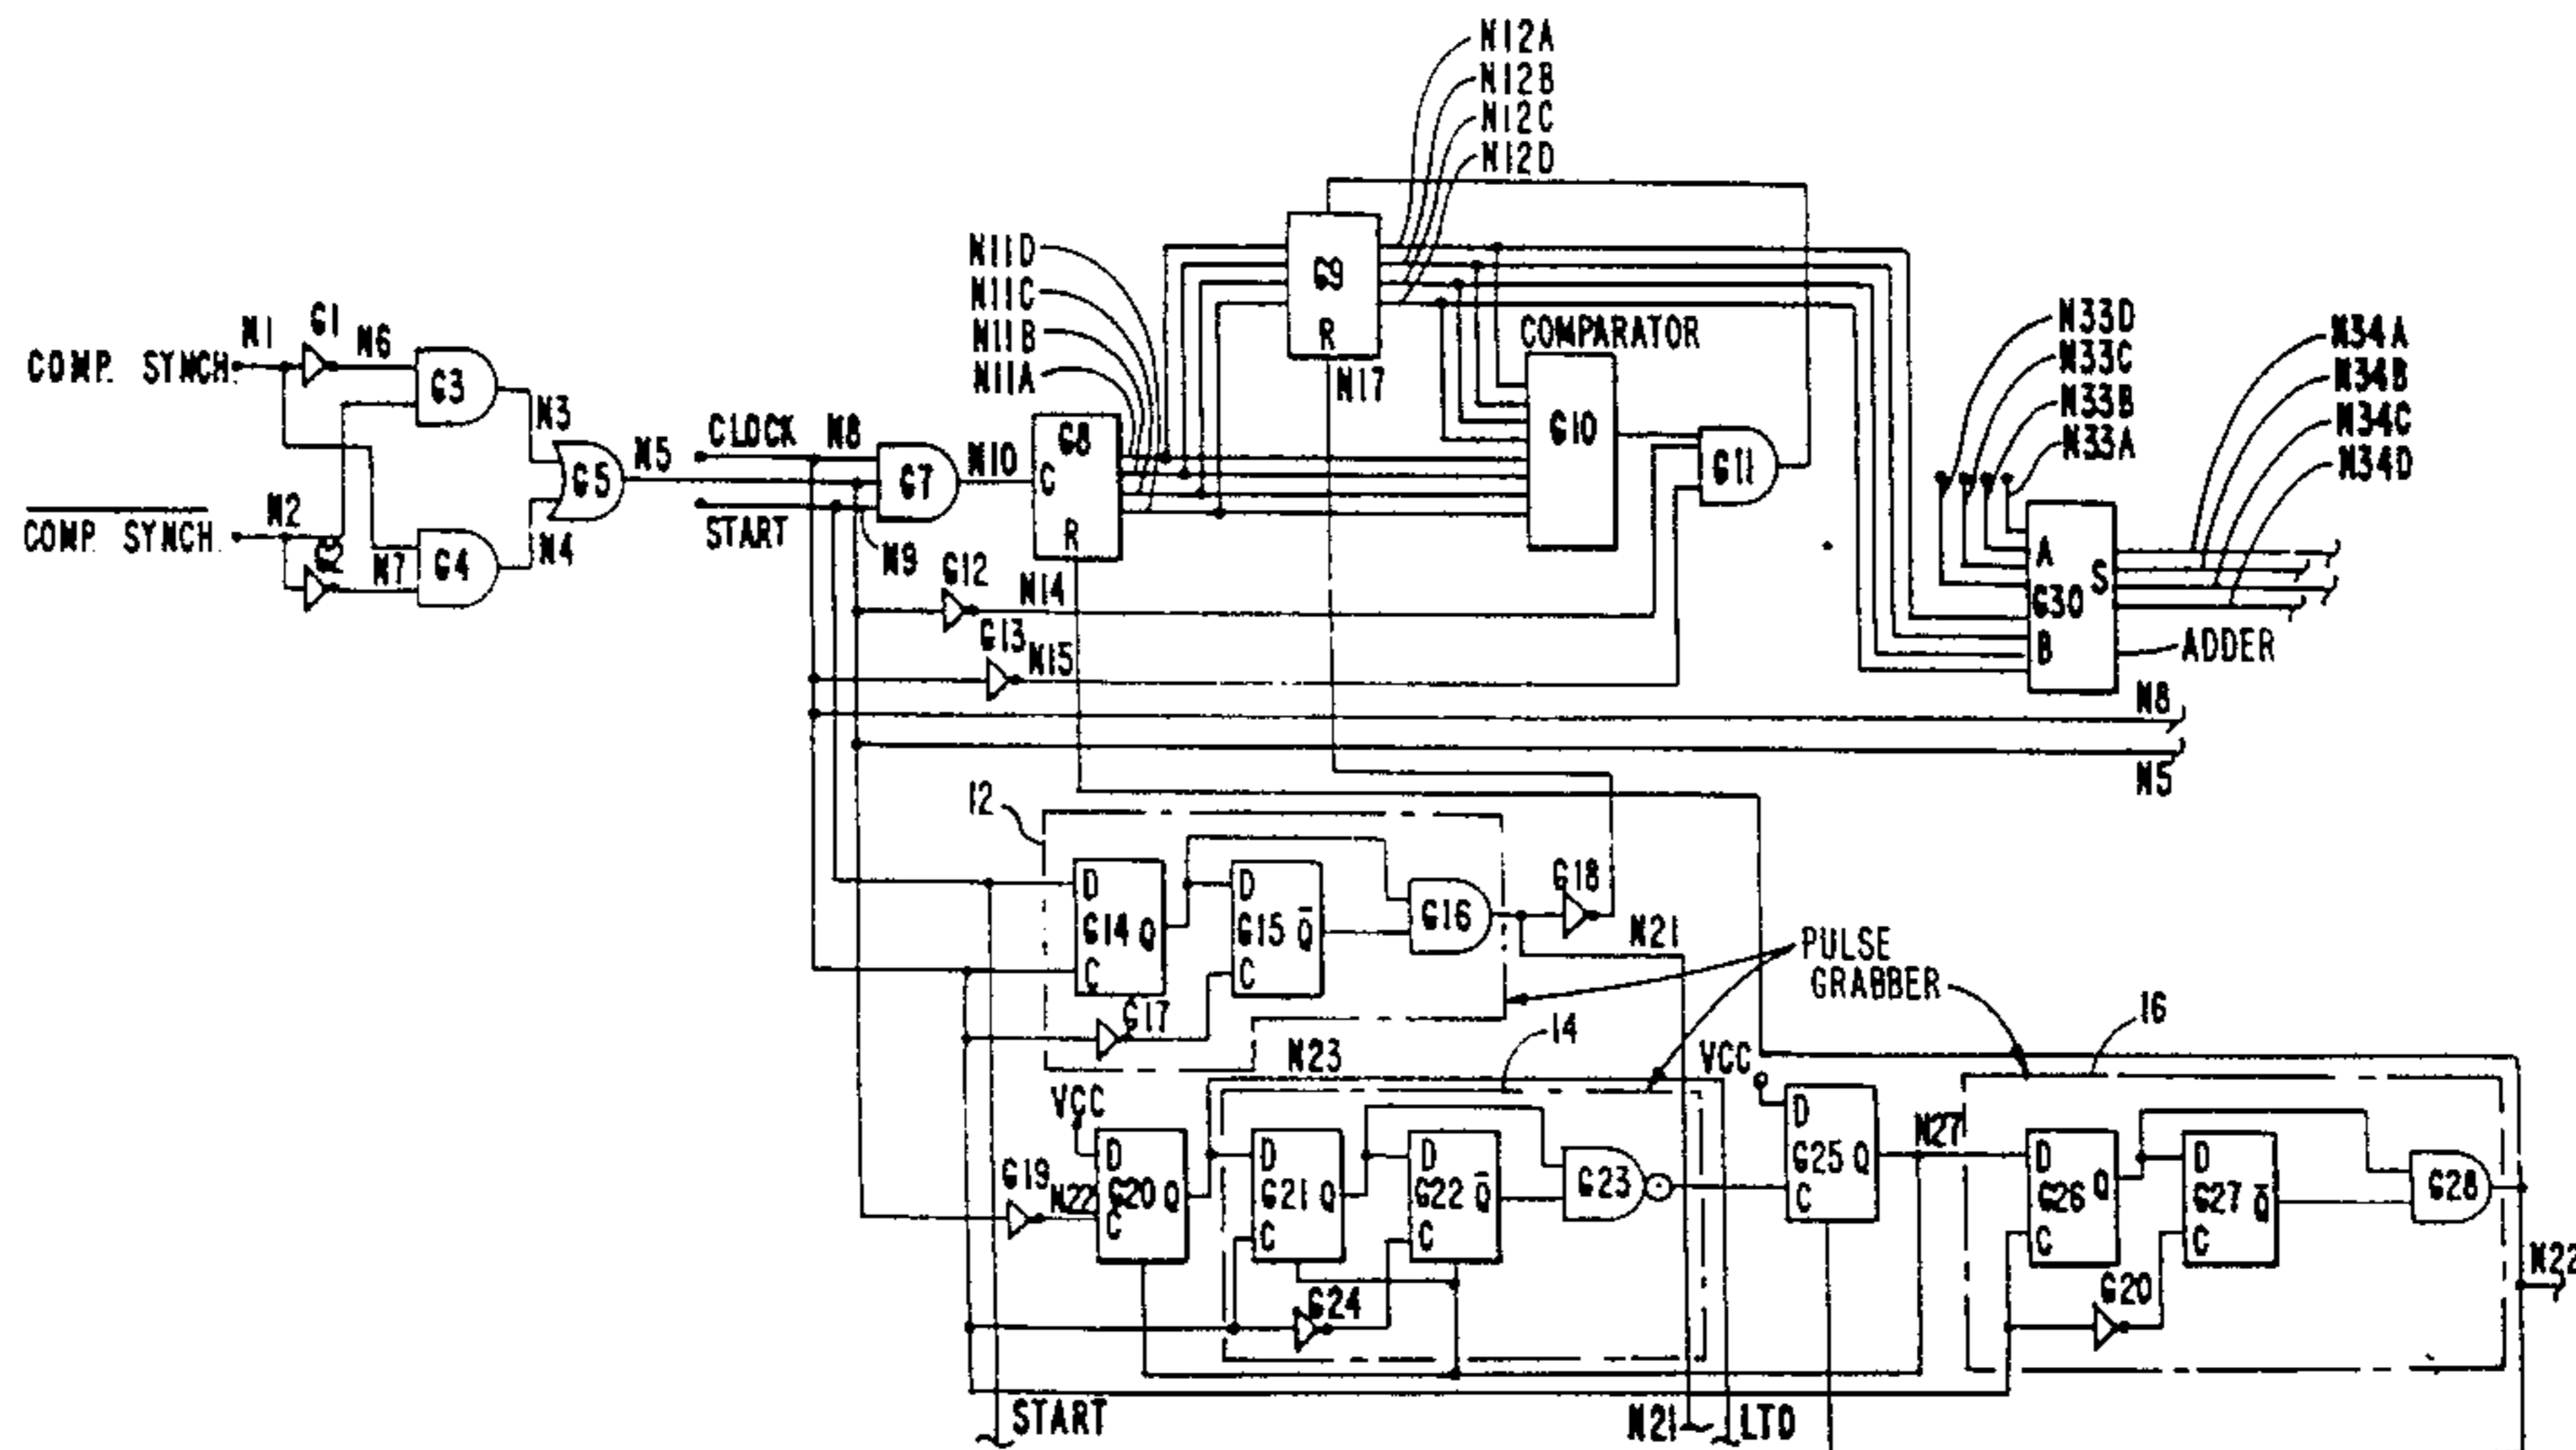 N12A
N12B
N12C
N12D
N11D
N11C
N11B
N11A
G9
R
N17
COMPARATOR
G10
G11
N33D
N33C
N33B
N33A
N34A
N34B
N34C
N34D
COMP. SYNCH.
N1
G1
N6
G3
N3
G5
N5
COMP. SYNCH.
N2
G2
N7
G4
N4
CLOCK
N8
START
N9
G7
N10
G8
C
R
G12
N14
G13
N15
A
G30
S
B
ADDER
N8
N5
12
D
G14 Q
C
G17
D
G15 Q
C
G16
G18
N21
PULSE
GRABBER
16
14
N23
VCC
VCC
G19
N22
D
G20 Q
C
D
G21 Q
C
D
G22 Q
C
G23
G24
D
G25 Q
C
N27
D
Q
G26
C
D
G27 Q
C
G20
G28
N22
START
N21
LTD